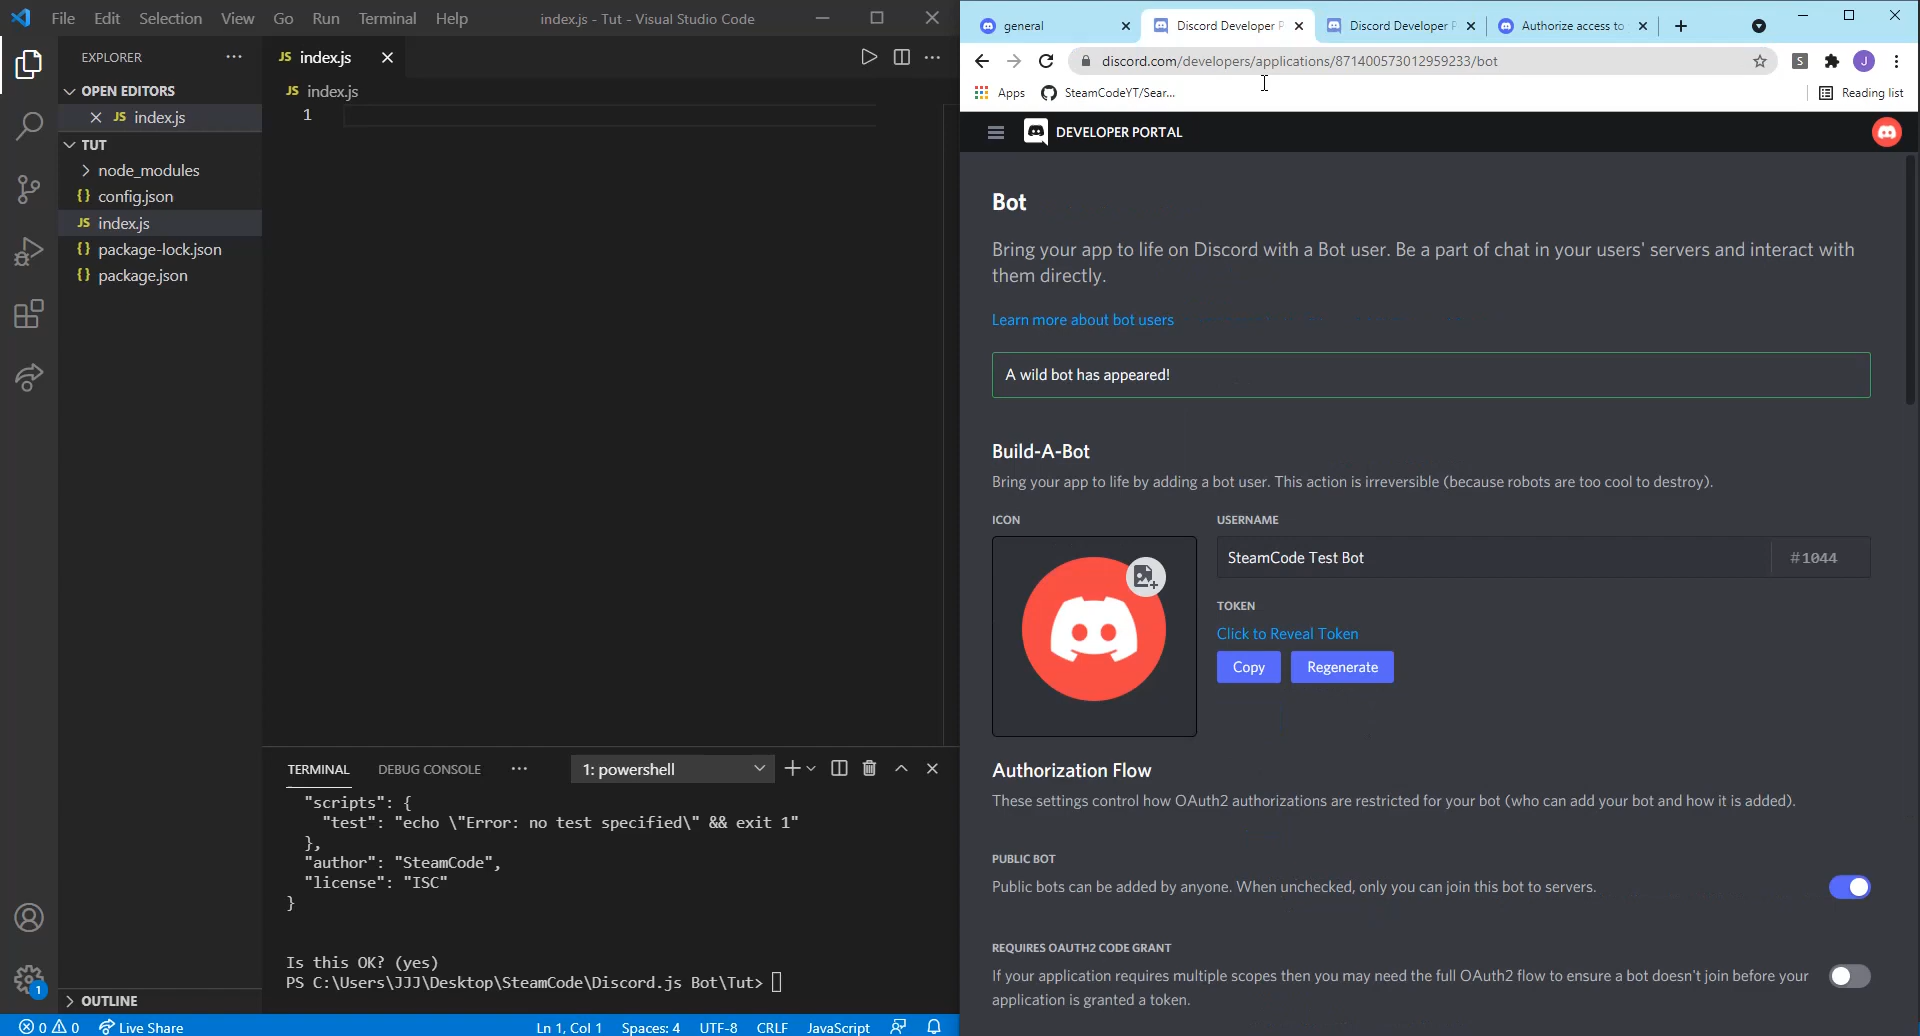 File Edit Selection View Go Run Terminal Help
index.js - Tut - Visual Studio Code
EXPLORER
OPEN EDITORS
JS index.js
TUT
node_modules
{} config.json
JS index.js
{} package-lock.json
{} package.json
OUTLINE
JS index.js
JS index.js
1
TERMINAL DEBUG CONSOLE
1: powershell
"scripts": {
"test": "echo \"Error: no test specified\" && exit 1"
},
"author": "SteamCode",
"license": "ISC"
}
Is this OK? (yes)
PS C:\Users\JJJ\Desktop\SteamCode\Discord.js Bot\Tut>
1
0 0 Live Share
Ln 1, Col 1 Spaces: 4 UTF-8 CRLF JavaScript
general
Discord Developer P
Discord Developer P
Authorize access to
discord.com/developers/applications/871400573012959233/bot
S
J
Apps SteamCodeYT/Sear...
Reading list
DEVELOPER PORTAL
Bot
Bring your app to life on Discord with a Bot user. Be a part of chat in your users' servers and interact with
them directly.
Learn more about bot users
A wild bot has appeared!
Build-A-Bot
Bring your app to life by adding a bot user. This action is irreversible (because robots are too cool to destroy).
ICON
USERNAME
SteamCode Test Bot
#1044
TOKEN
Click to Reveal Token
Copy Regenerate
Authorization Flow
These settings control how OAuth2 authorizations are restricted for your bot (who can add your bot and how it is added).
PUBLIC BOT
Public bots can be added by anyone. When unchecked, only you can join this bot to servers.
REQUIRES OAUTH2 CODE GRANT
If your application requires multiple scopes then you may need the full OAuth2 flow to ensure a bot doesn't join before your
application is granted a token.